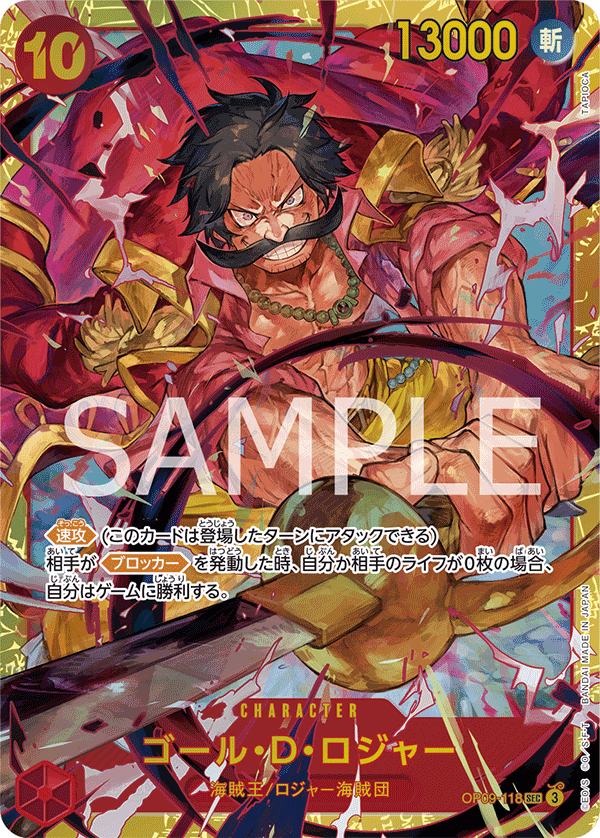 10
13000
斬
TAPIOCA
SAMPLE
速攻 (このカードは登場したターンにアタックできる)
相手が ブロッカー を発動した時、自分か相手のライフが0枚の場合、
自分はゲームに勝利する。
CHARACTER
ゴール・D・ロジャー
海賊王/ロジャー海賊団
OP09-118 SEC 3
©EO/S ©O/S,F,T BANDAI MADE IN JAPAN